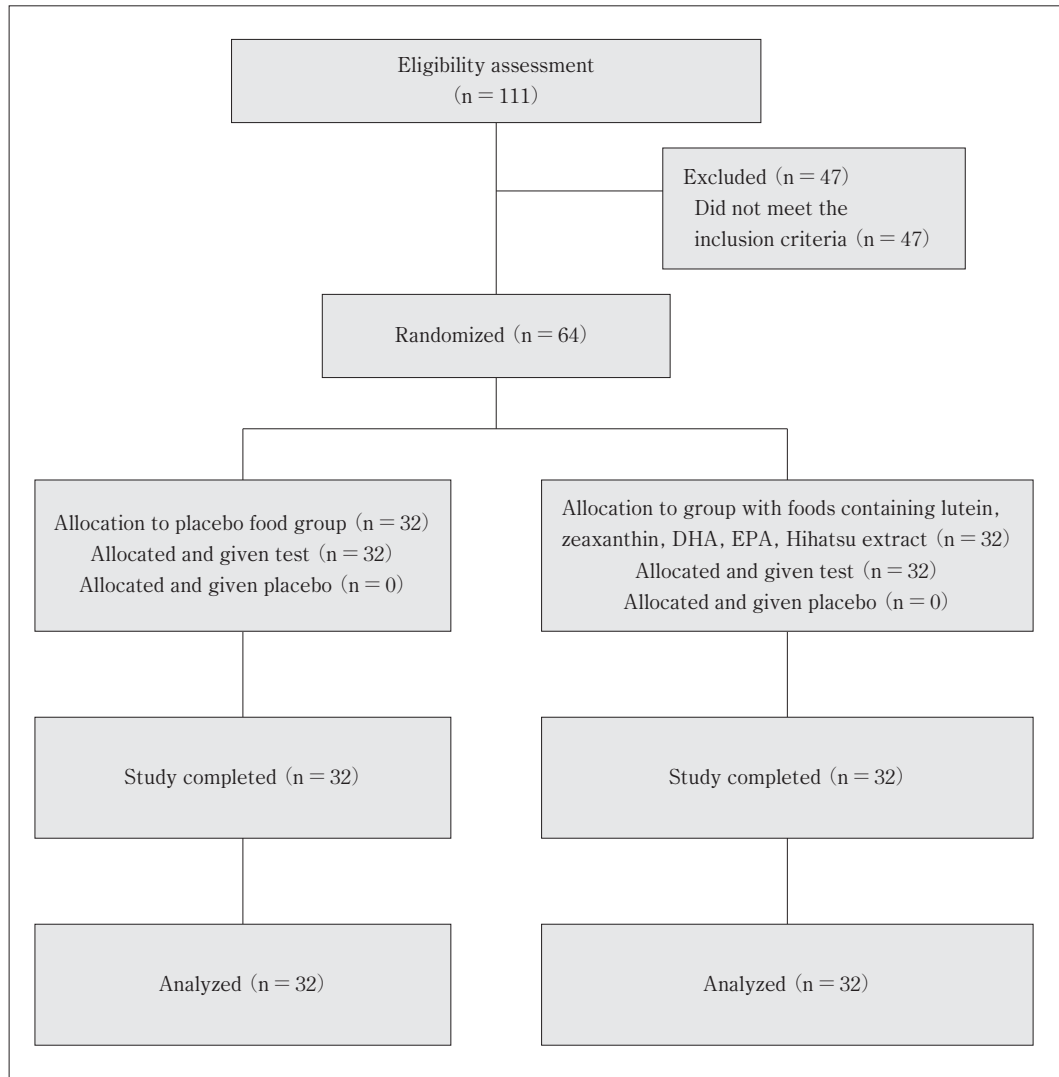 Eligibility assessment
(n = 111)
Excluded (n = 47)
Did not meet the
inclusion criteria (n = 47)
Randomized (n = 64)
Allocation to placebo food group (n = 32)
Allocated and given test (n = 32)
Allocated and given placebo (n = 0)
Allocation to group with foods containing lutein,
zeaxanthin, DHA, EPA, Hihatsu extract (n = 32)
Allocated and given test (n = 32)
Allocated and given placebo (n = 0)
Study completed (n = 32)
Study completed (n = 32)
Analyzed (n = 32)
Analyzed (n = 32)